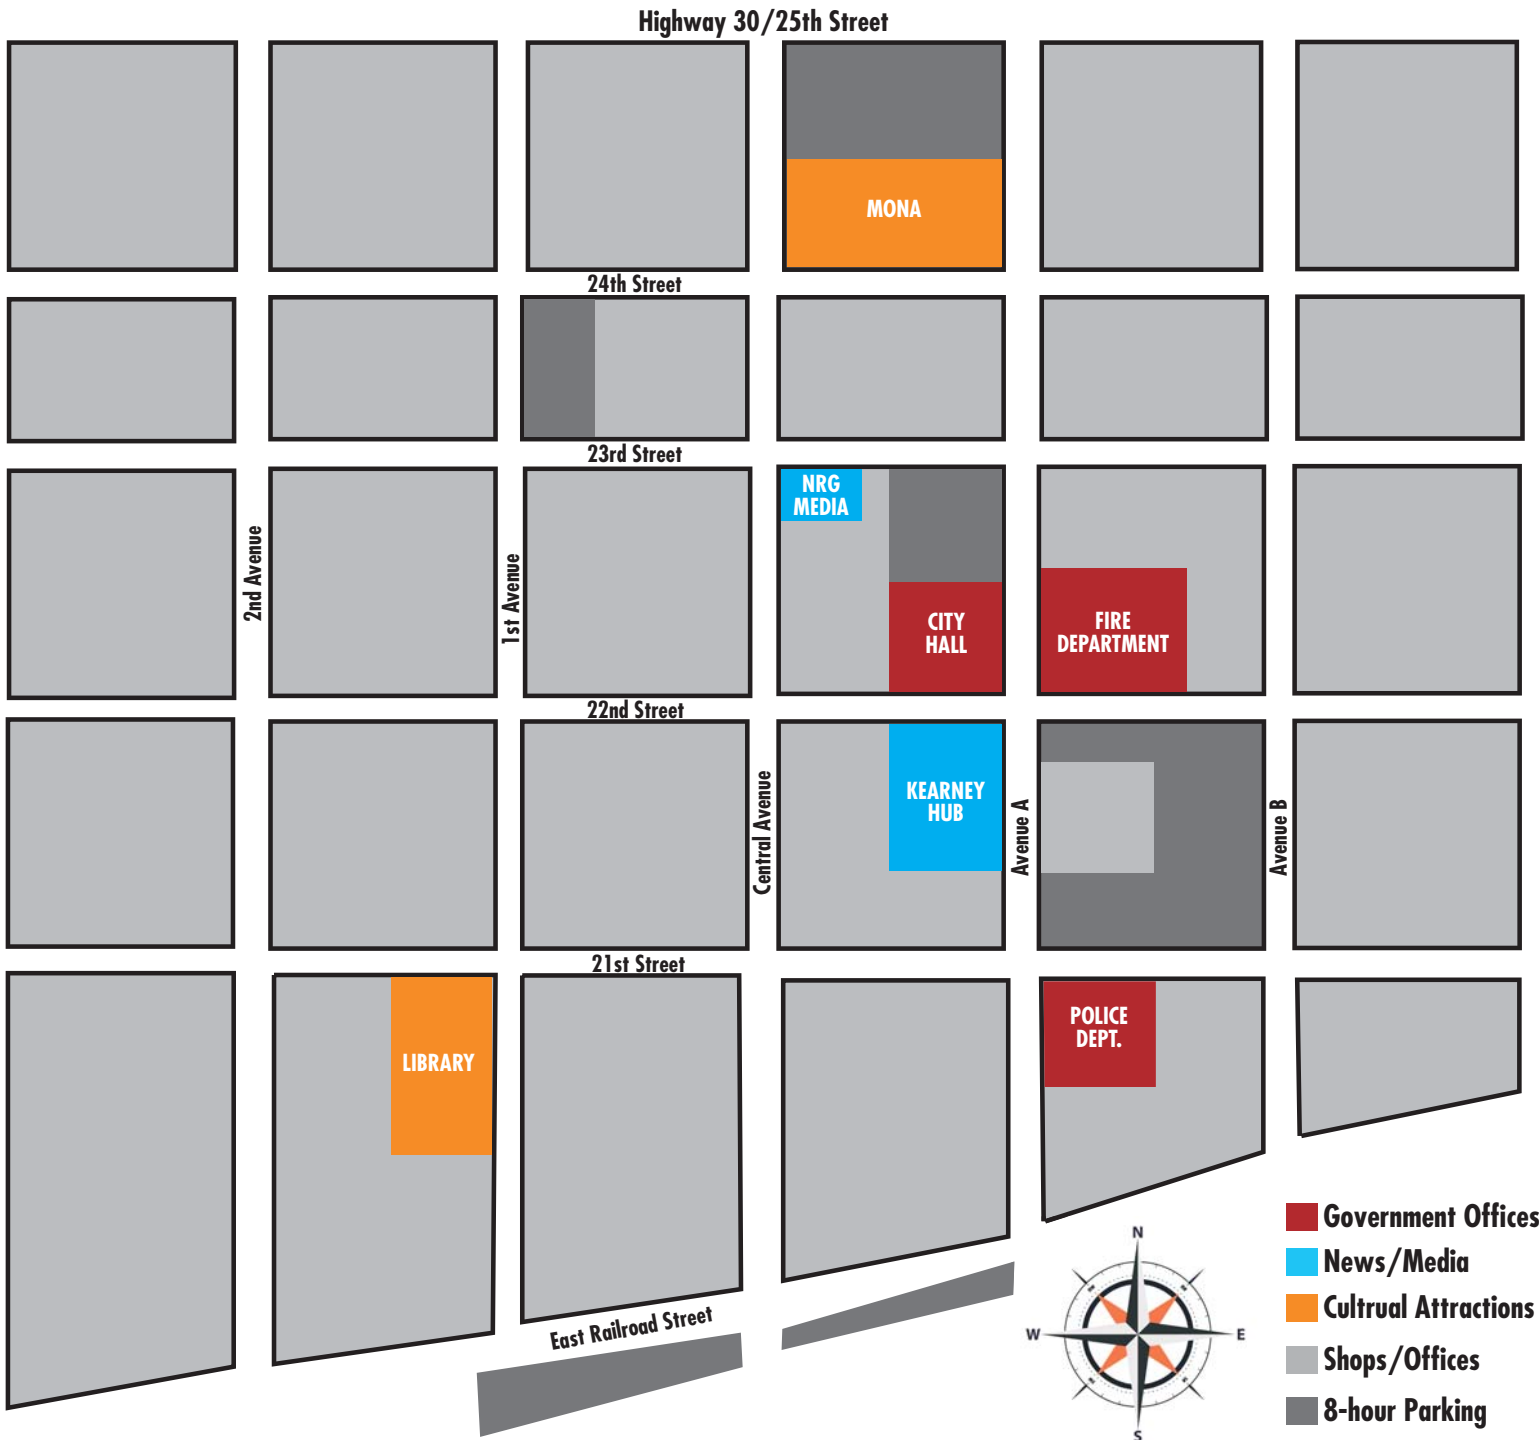 Highway 30/25th Street
MONA
24th Street
23rd Street
NRG
MEDIA
2nd Avenue
1st Avenue
CITY
HALL
FIRE
DEPARTMENT
22nd Street
Central Avenue
KEARNEY
HUB
Avenue A
Avenue B
21st Street
LIBRARY
POLICE
DEPT.
East Railroad Street
N
W
E
S
Government Offices
News/Media
Cultrual Attractions
Shops/Offices
8-hour Parking